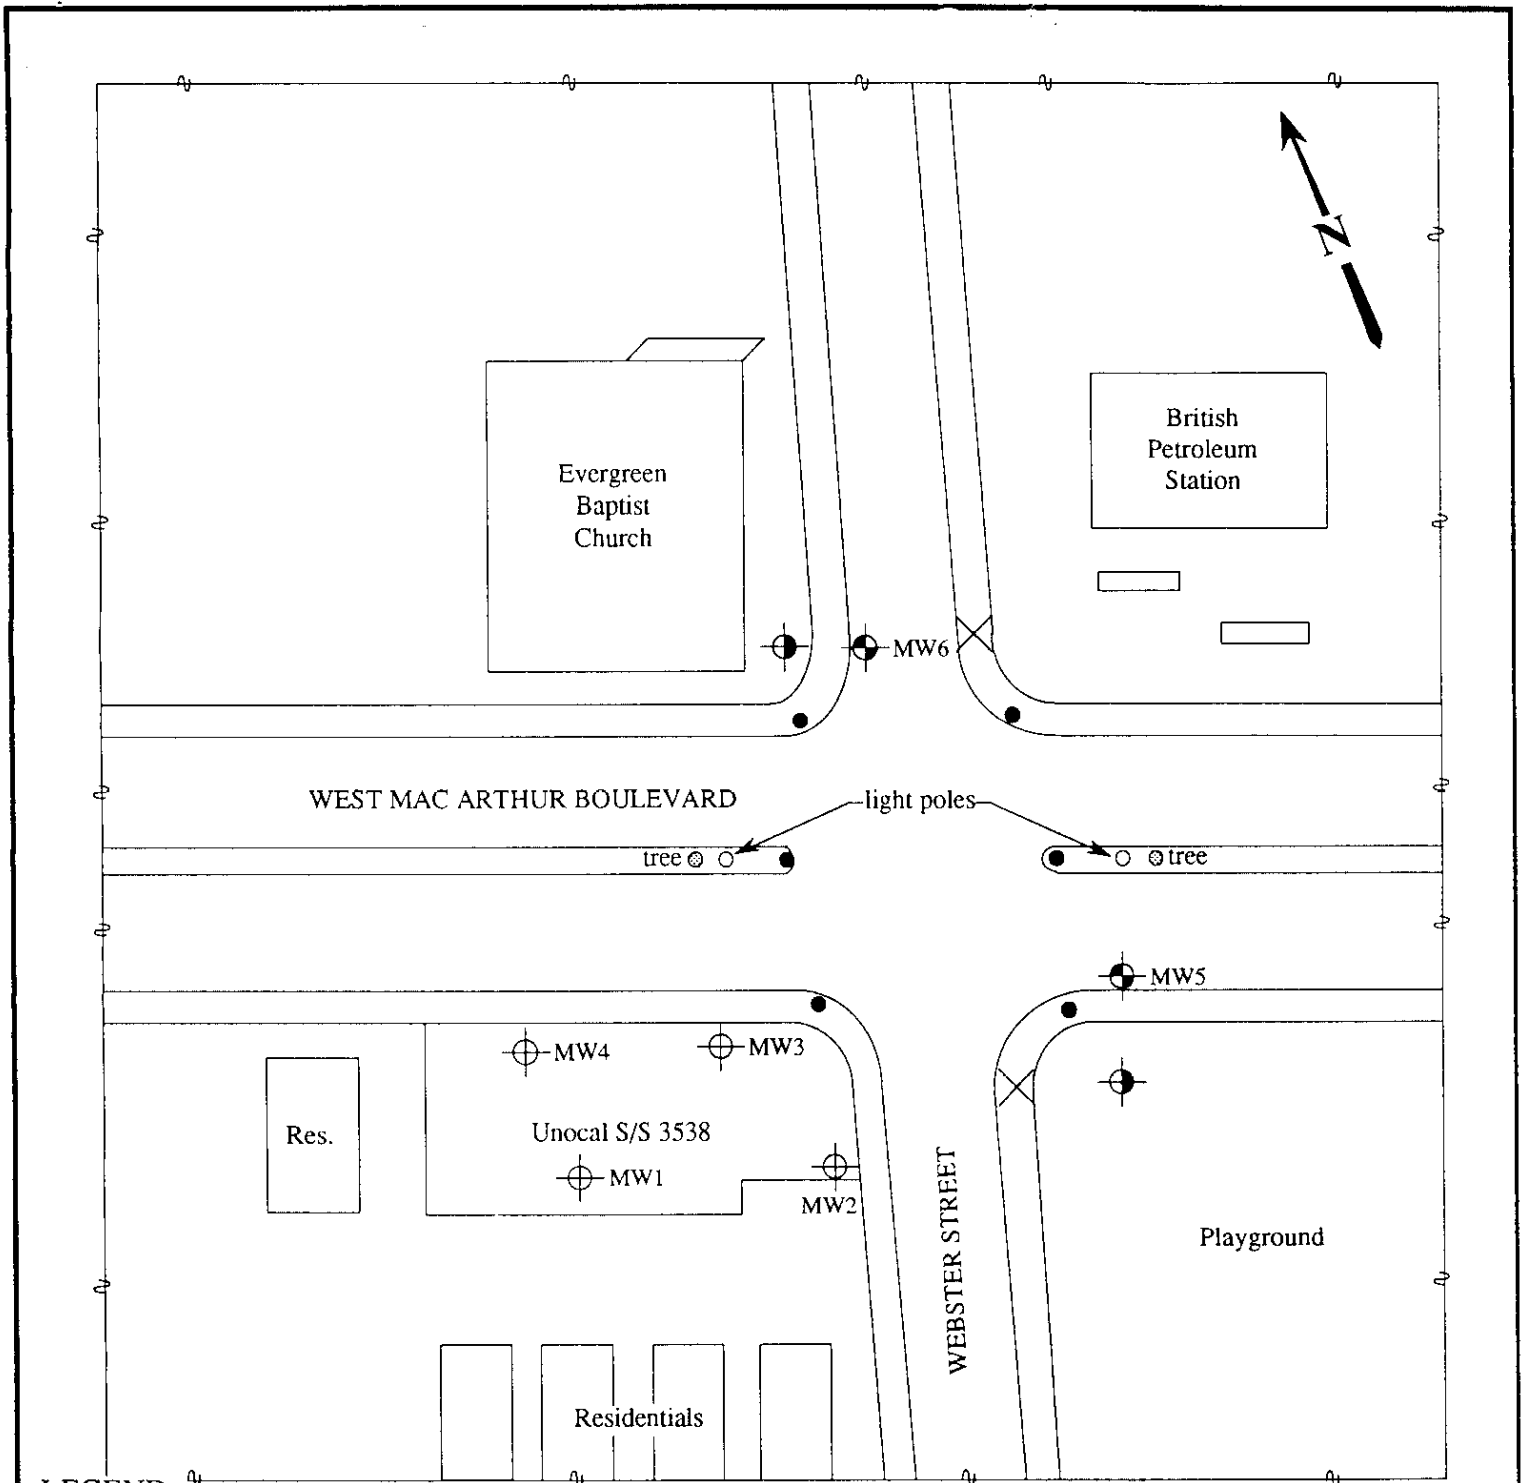 N
British
Petroleum
Station
Evergreen
Baptist
Church
MW6
WEST MAC ARTHUR BOULEVARD
light poles
tree
tree
MW5
MW4
MW3
Res.
Unocal S/S 3538
MW1
MW2
WEBSTER STREET
Playground
Residentials
LEGEND